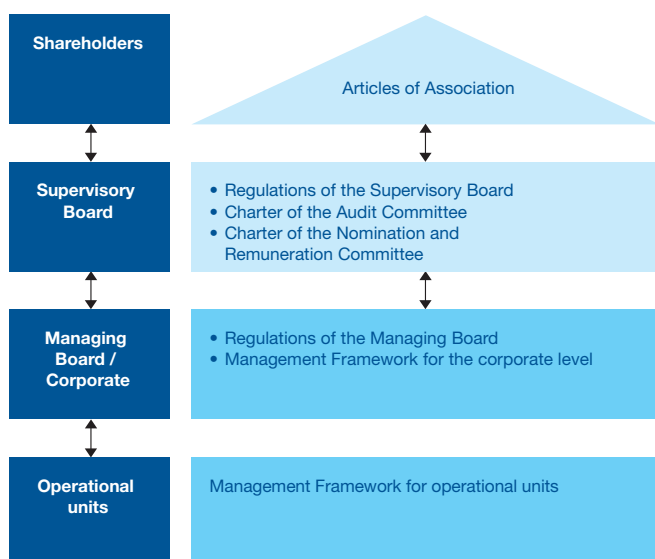 Shareholders
Articles of Association
Supervisory
Board
• Regulations of the Supervisory Board
• Charter of the Audit Committee
• Charter of the Nomination and
Remuneration Committee
Managing
Board /
Corporate
• Regulations of the Managing Board
• Management Framework for the corporate level
Operational
units
Management Framework for operational units